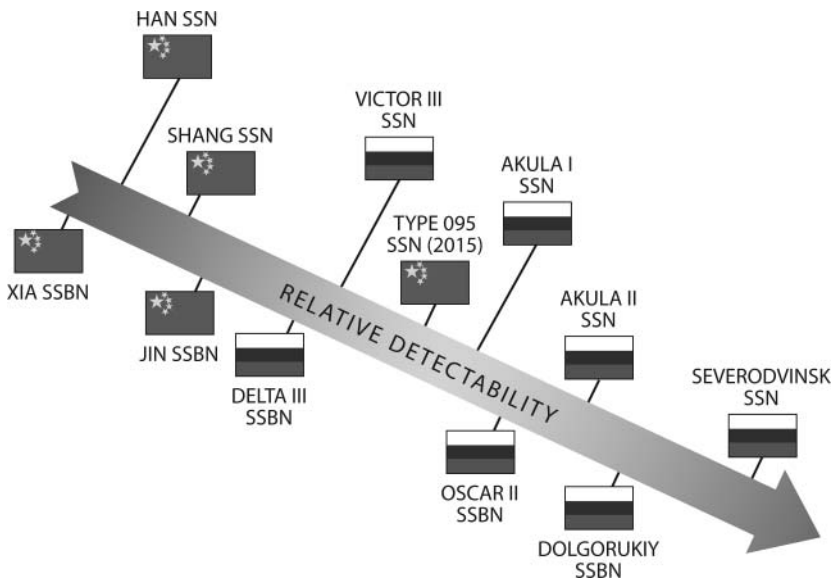 HAN SSN
SHANG SSN
VICTOR III
SSN
AKULA I
SSN
TYPE 095
SSN (2015)
XIA SSBN
JIN SSBN
DELTA III
SSBN
RELATIVE DETECTABILITY
AKULA II
SSN
SEVERODVINSK
SSN
OSCAR II
SSBN
DOLGORUKIY
SSBN